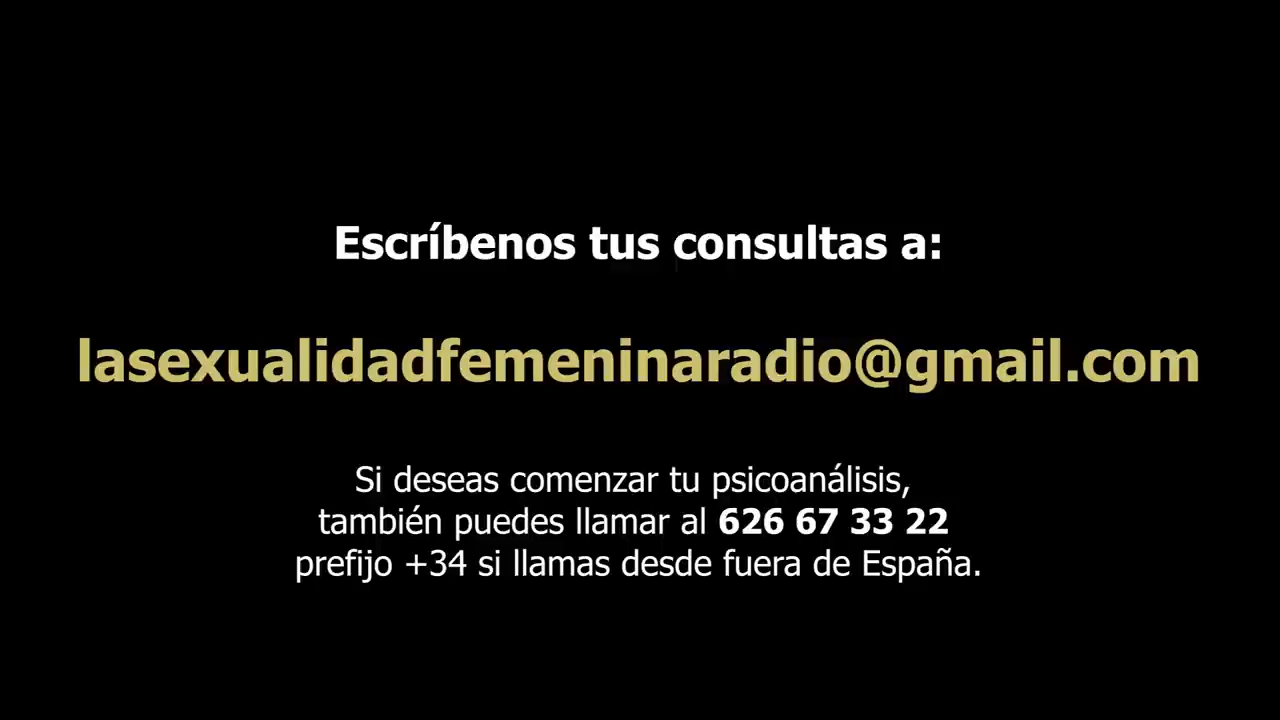 Escríbenos tus consultas a:
lasexualidadfemeninaradio@gmail.com
Si deseas comenzar tu psicoanálisis,
también puedes llamar al 626 67 33 22
prefijo +34 si llamas desde fuera de España.